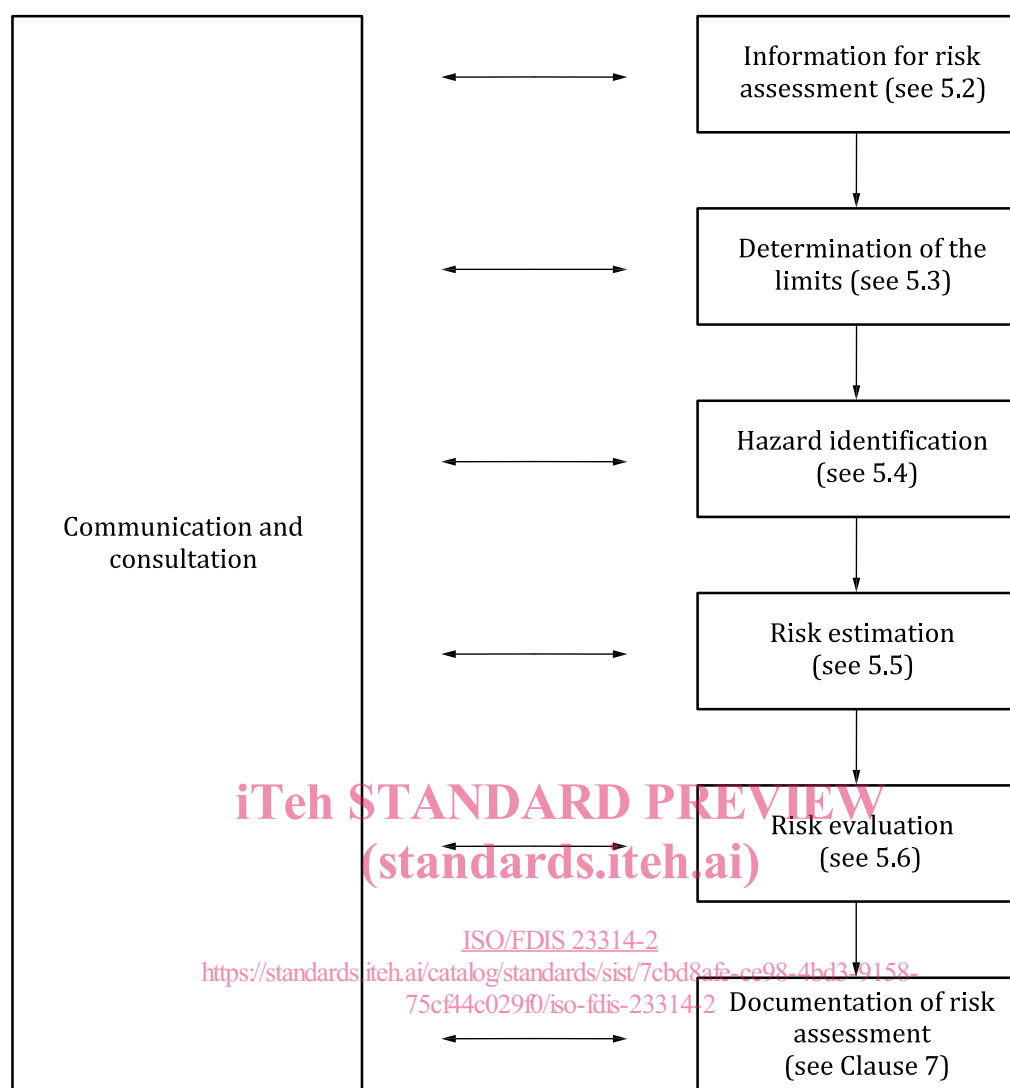 Information for risk
assessment (see 5.2)
Determination of the
limits (see 5.3)
Hazard identification
(see 5.4)
Communication and
consultation
Risk estimation
(see 5.5)
iTeh STANDARD PREVIEW
(standards.iteh.ai)
Risk evaluation
(see 5.6)
ISO/FDIS 23314-2
https://standards.iteh.ai/catalog/standards/sist/7cbd8afe-ce98-4bd3-9158-
75cf44c029f0/iso-fdis-23314-2
Documentation of risk
assessment
(see Clause 7)